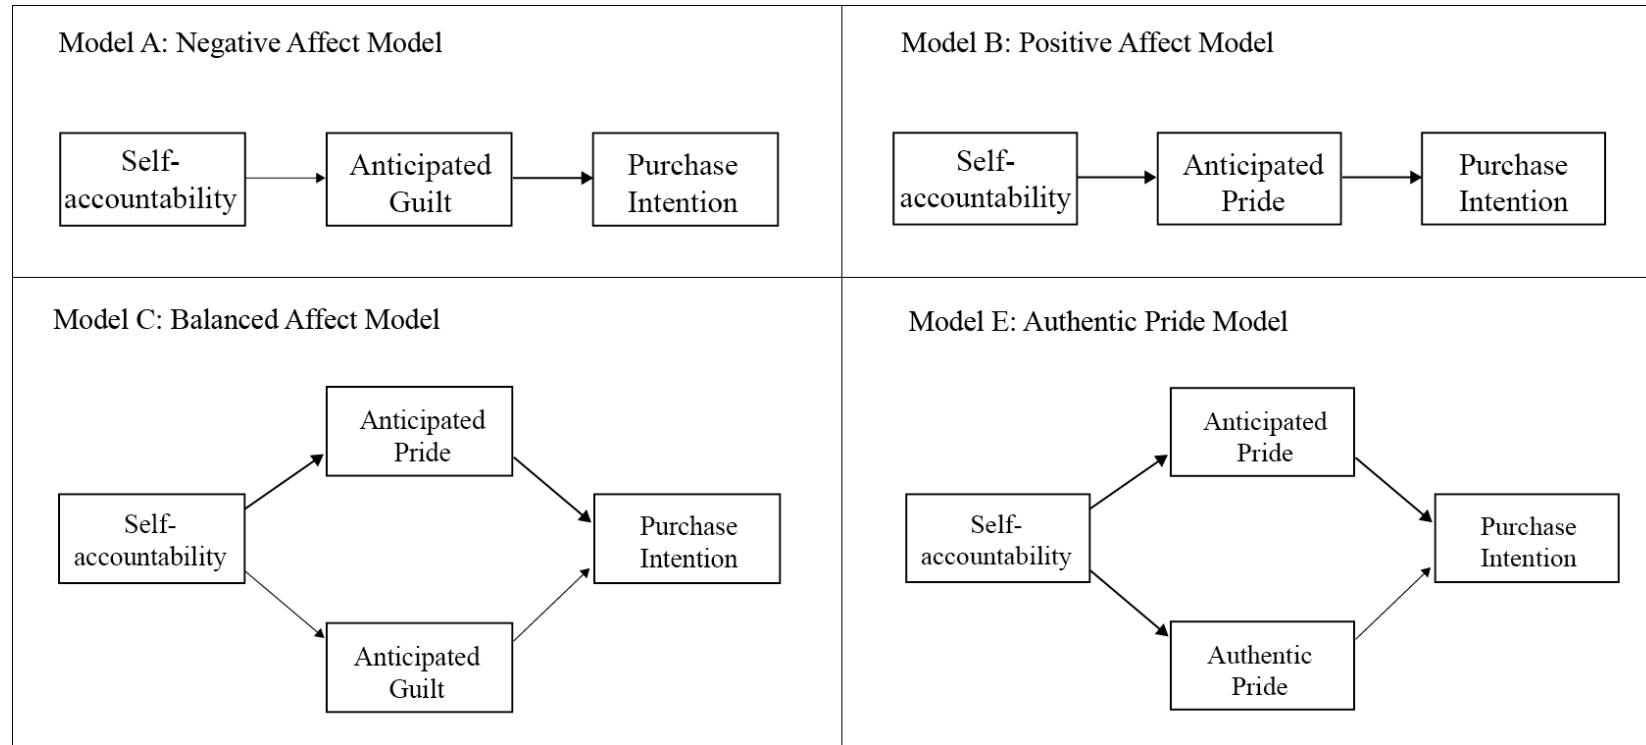 Model A: Negative Affect Model
Self-
accountability
Anticipated
Guilt
Purchase
Intention
Model B: Positive Affect Model
Self-
accountability
Anticipated
Pride
Purchase
Intention
Model C: Balanced Affect Model
Anticipated
Pride
Self-
accountability
Purchase
Intention
Anticipated
Guilt
Model E: Authentic Pride Model
Anticipated
Pride
Self-
accountability
Purchase
Intention
Authentic
Pride